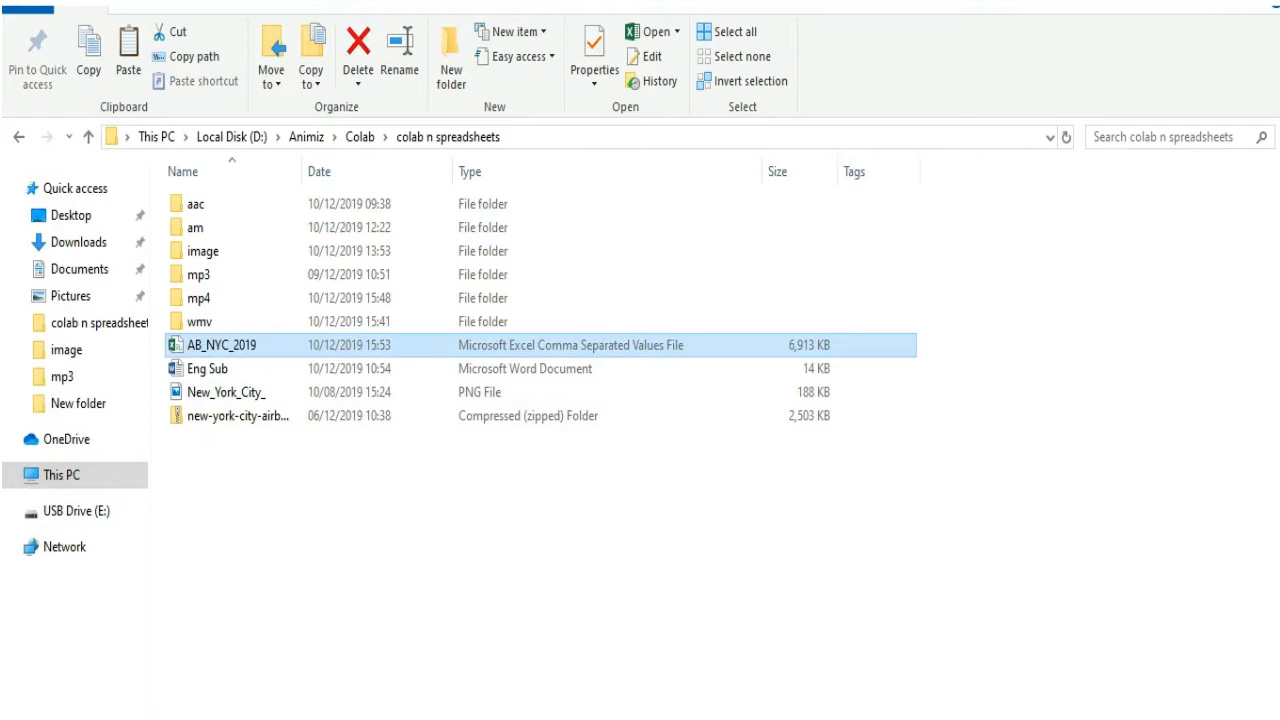 Pin to Quick access
Copy
Paste
Cut
Copy path
Paste shortcut
Clipboard
Move to
Copy to
Delete
Rename
Organize
New folder
New item
Easy access
New
Properties
Open
Edit
History
Open
Select all
Select none
Invert selection
Select
This PC > Local Disk (D:) > Animiz > Colab > colab n spreadsheets
Search colab n spreadsheets
Quick access
Desktop
Downloads
Documents
Pictures
colab n spreadsheet
image
mp3
New folder
OneDrive
This PC
USB Drive (E:)
Network
Name Date Type Size Tags
aac 10/12/2019 09:38 File folder
am 10/12/2019 12:22 File folder
image 10/12/2019 13:53 File folder
mp3 09/12/2019 10:51 File folder
mp4 10/12/2019 15:48 File folder
wmv 10/12/2019 15:41 File folder
AB_NYC_2019 10/12/2019 15:53 Microsoft Excel Comma Separated Values File 6,913 KB
Eng Sub 10/12/2019 10:54 Microsoft Word Document 14 KB
New_York_City_ 10/08/2019 15:24 PNG File 188 KB
new-york-city-airb... 06/12/2019 10:38 Compressed (zipped) Folder 2,503 KB